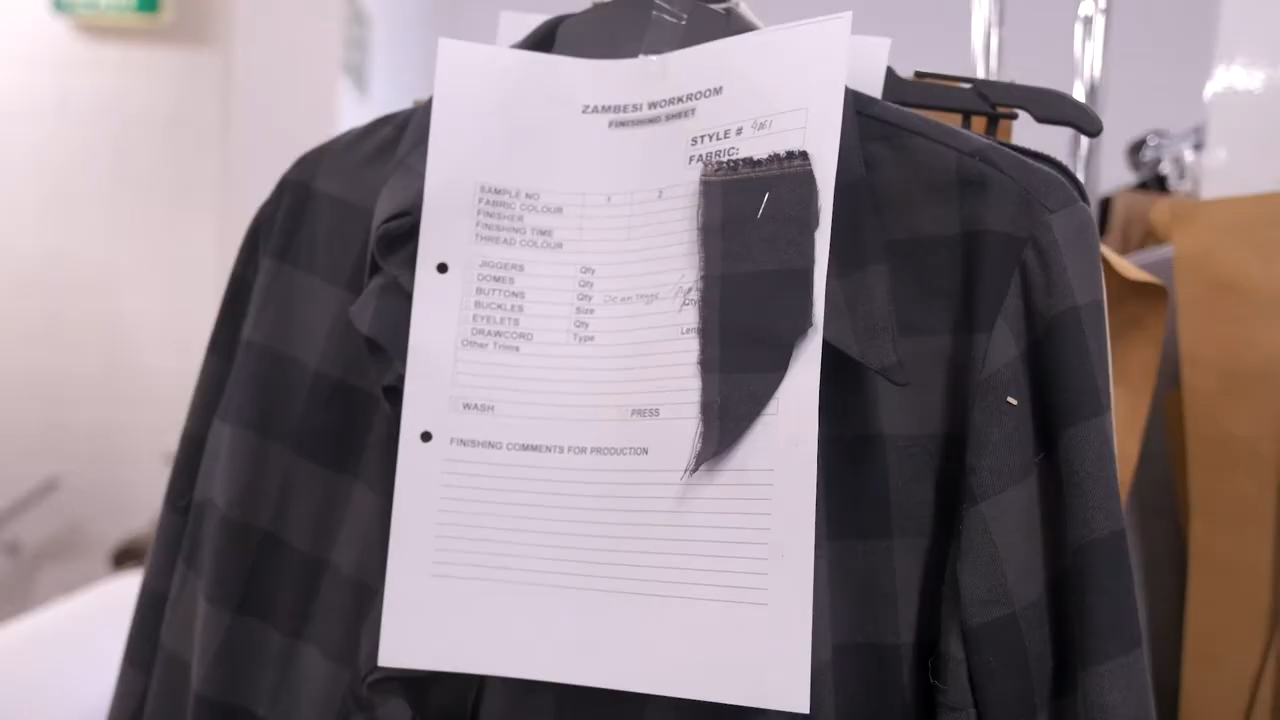 ZAMBESI WORKROOM
FINISHING SHEET
STYLE #
FABRIC:
SAMPLE NO 1 2
FABRIC COLOUR
FINISHER
FINISHING TIME
THREAD COLOUR
JIGGERS Qty
DOMES Qty
BUTTONS Qty
BUCKLES Size Qty
EYELETS Qty
DRAWCORD Type
Other Trims
WASH PRESS
FINISHING COMMENTS FOR PRODUCTION